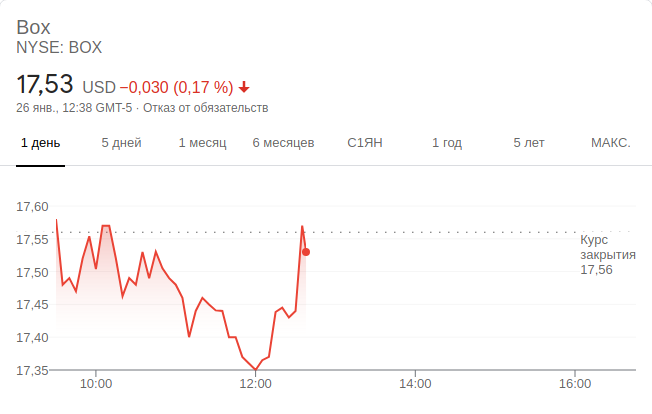 Box
NYSE: BOX
17,53 USD −0,030 (0,17 %)
26 янв., 12:38 GMT-5 · Отказ от обязательств
1 день 5 дней 1 месяц 6 месяцев С1ЯН 1 год 5 лет МАКС.
17,60
17,55
17,50
17,45
17,40
17,35
Курс
закрытия
17,56
10:00 12:00 14:00 16:00